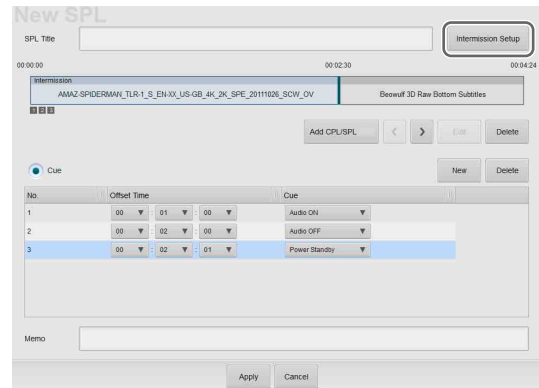 New SPL
SPL Title
Intermission Setup
00:00:00 00:02:30 00:04:24
Intermission
AMAZ-SPIDERMAN_TLR-1_S_EN-XX_US-GB_4K_2K_SPE_20111026_SCW_OV Beowulf 3D Raw Bottom Subtitles
1 2 3
Add CPL/SPL < > Edit Delete
Cue New Delete
No. Offset Time Cue
1 00 : 01 : 00 Audio ON
2 00 : 02 : 00 Audio OFF
3 00 : 02 : 01 Power Standby
Memo
Apply Cancel